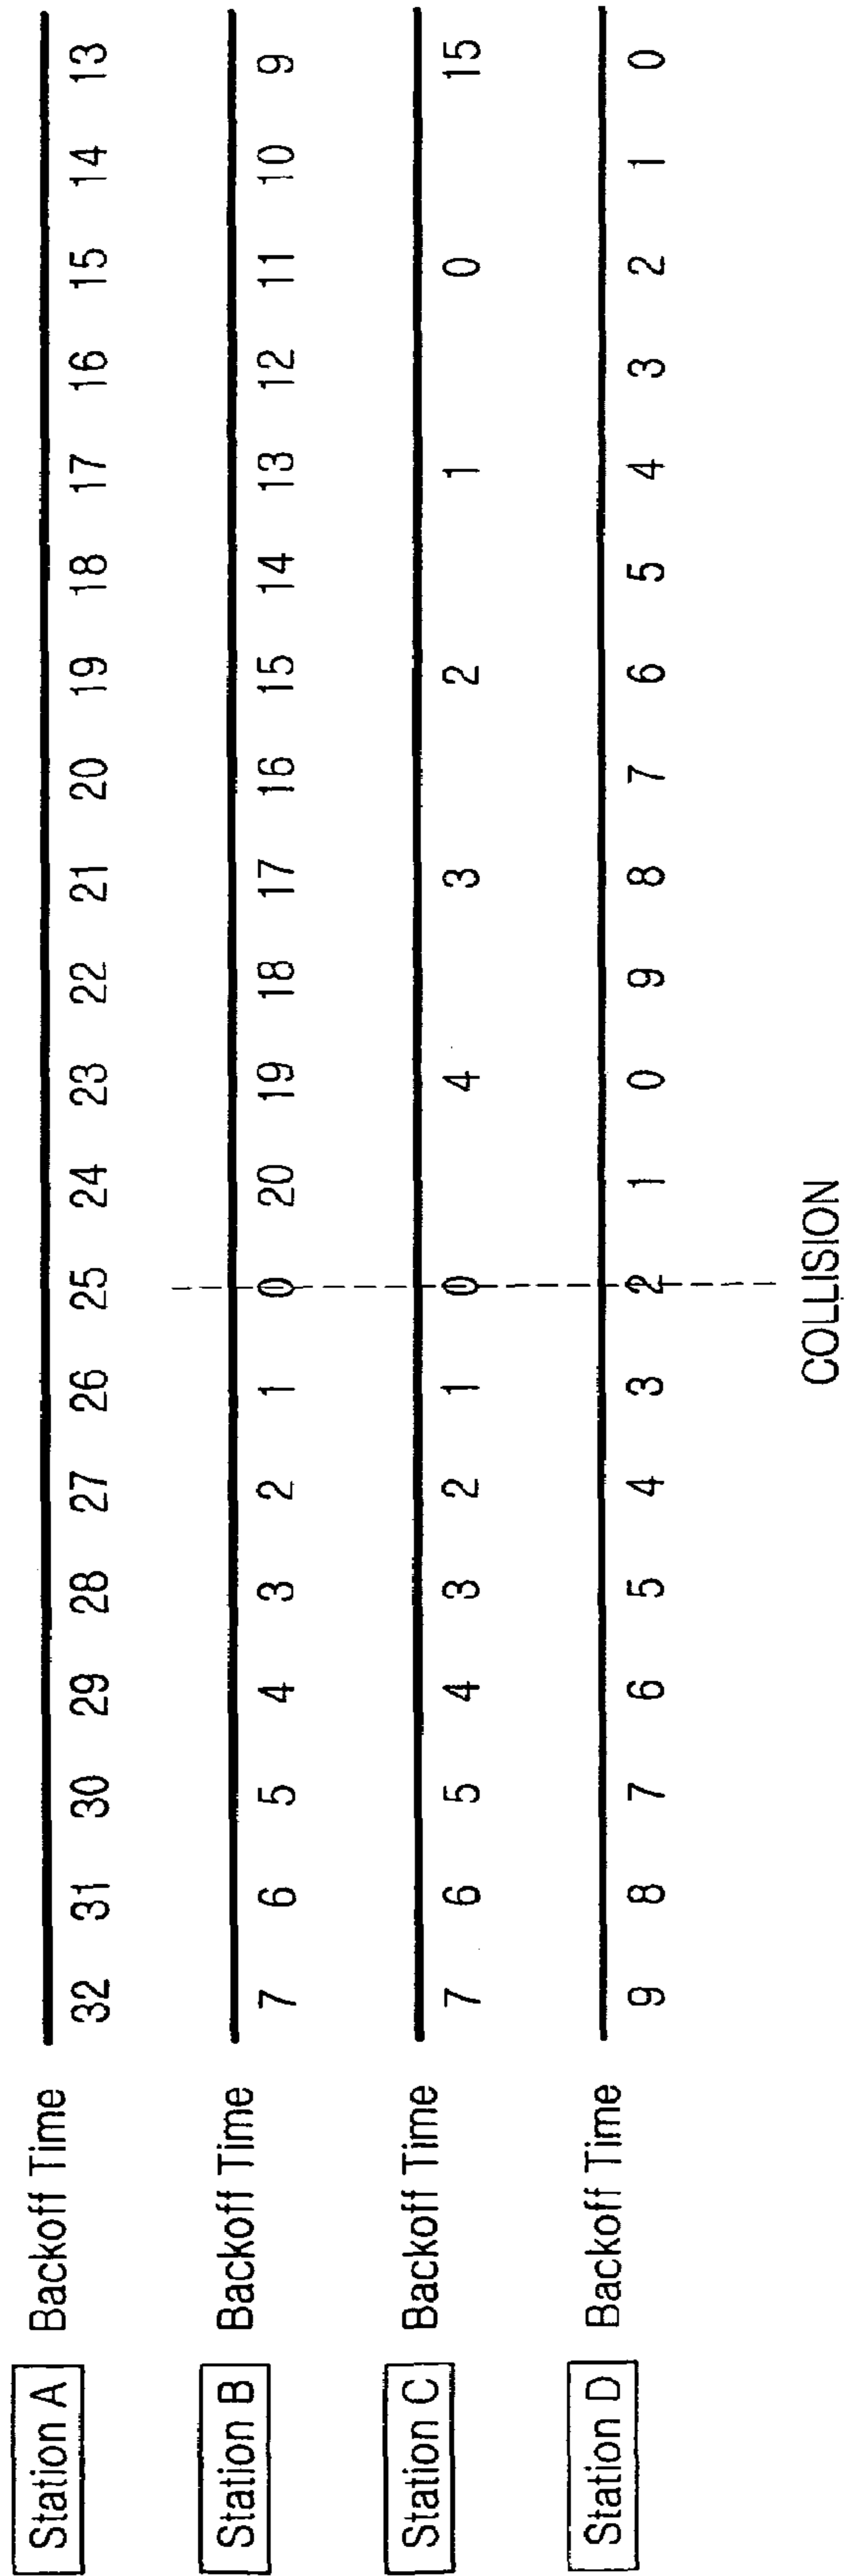 Station A Backoff Time 32 31 30 29 28 27 26 25 24 23 22 21 20 19 18 17 16 15 14 13
Station B Backoff Time 7 6 5 4 3 2 1 0 20 19 18 17 16 15 14 13 12 11 10 9
Station C Backoff Time 7 6 5 4 3 2 1 0 4 3 2 1 0 15
Station D Backoff Time 9 8 7 6 5 4 3 2 1 0 9 8 7 6 5 4 3 2 1 0
COLLISION